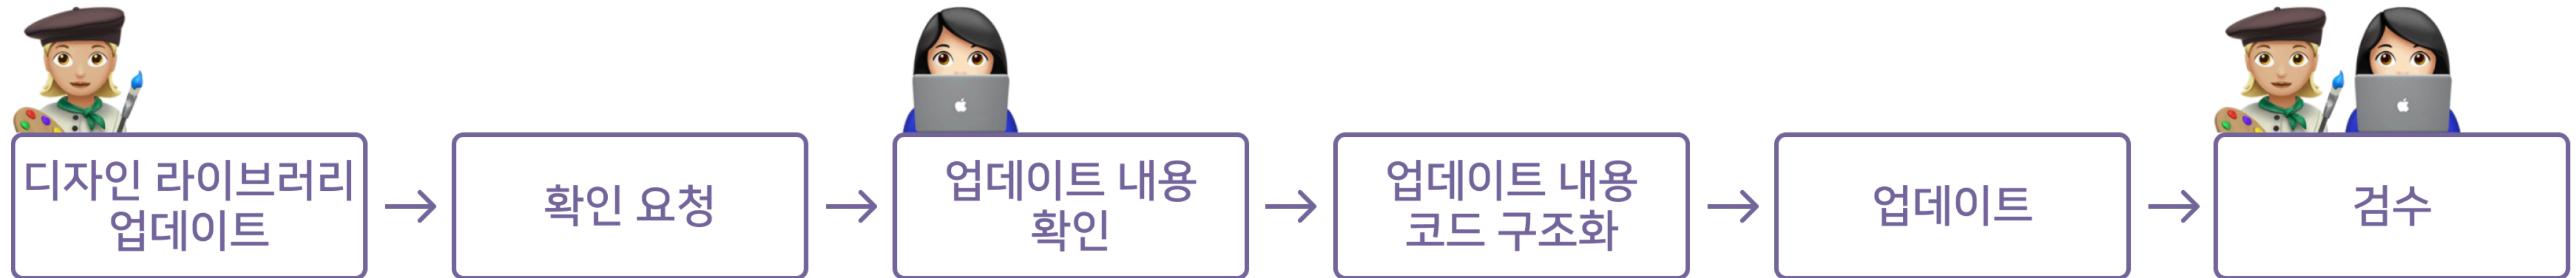 디자인 라이브러리
업데이트
확인 요청
업데이트 내용
확인
업데이트 내용
코드 구조화
업데이트
검수